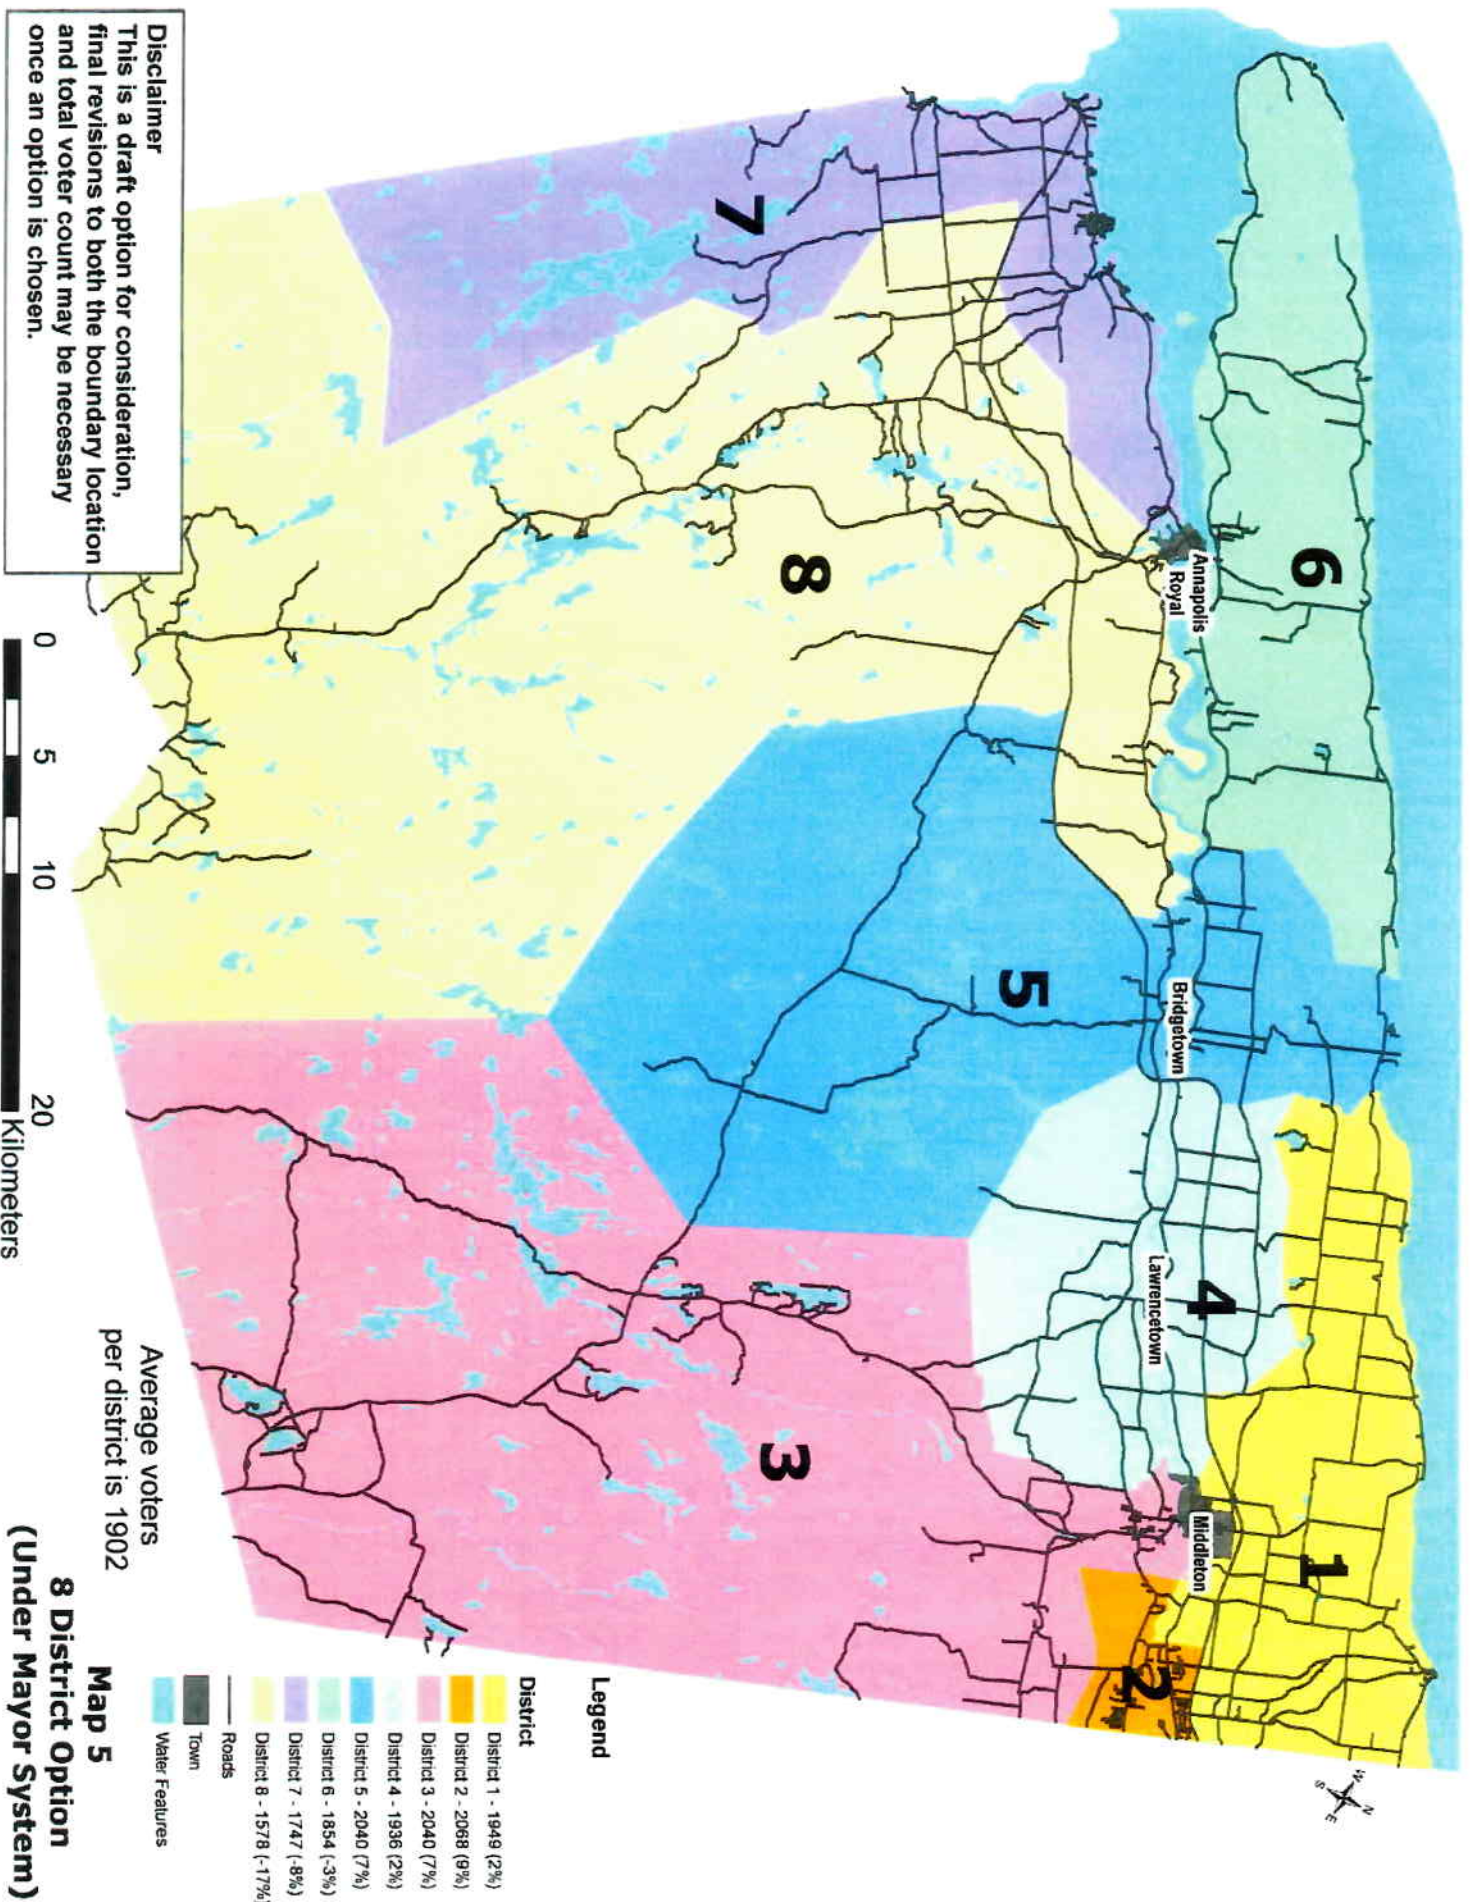 Disclaimer
This is a draft option for consideration,
final revisions to both the boundary location
and total voter count may be necessary
once an option is chosen.
7
6
8
Annapolis
Royal
5
Bridgetown
4
Lawrencetown
3
Middleton
1
2
0 5 10 20
Kilometers
Average voters
per district is 1902
Legend
District
District 1 - 1949 (2%)
District 2 - 2068 (9%)
District 3 - 2040 (7%)
District 4 - 1936 (2%)
District 5 - 2040 (7%)
District 6 - 1854 (-3%)
District 7 - 1747 (-8%)
District 8 - 1578 (-17%)
Roads
Town
Water Features
N
W
E
S
Map 5
8 District Option
(Under Mayor System)